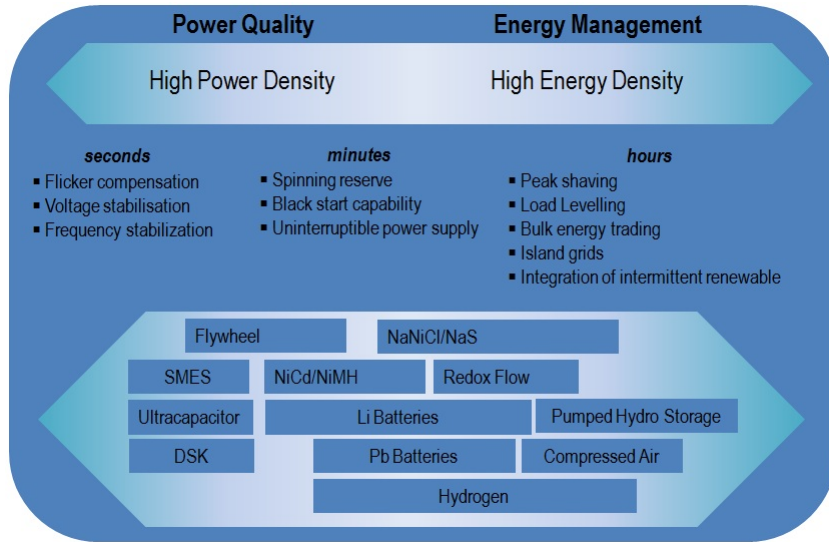 Power Quality
Energy Management
High Power Density
High Energy Density
seconds
▪ Flicker compensation
▪ Voltage stabilisation
▪ Frequency stabilization
minutes
▪ Spinning reserve
▪ Black start capability
▪ Uninterruptible power supply
hours
▪ Peak shaving
▪ Load Levelling
▪ Bulk energy trading
▪ Island grids
▪ Integration of intermittent renewable
Flywheel
NaNiCl/NaS
SMES
NiCd/NiMH
Redox Flow
Ultracapacitor
Li Batteries
Pumped Hydro Storage
DSK
Pb Batteries
Compressed Air
Hydrogen